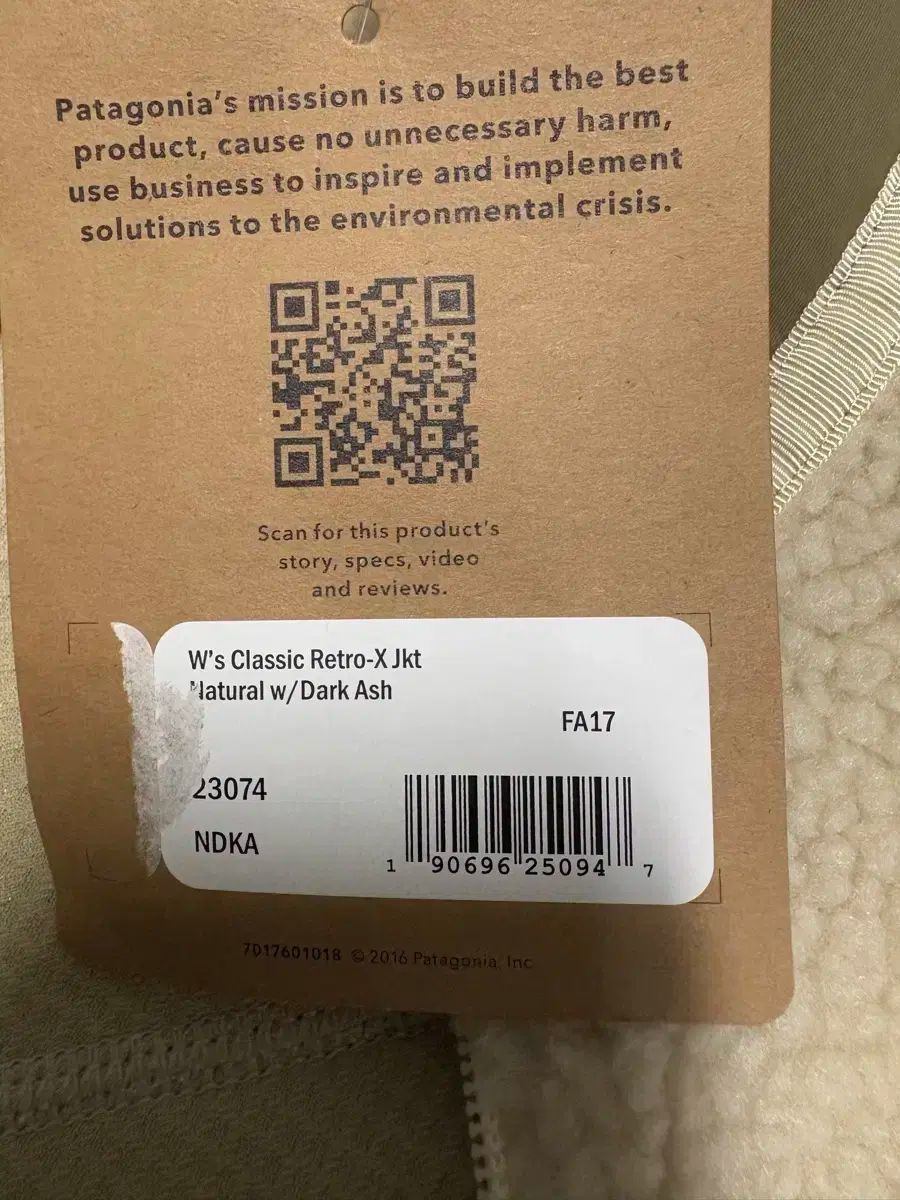 Patagonia's mission is to build the best
product, cause no unnecessary harm,
use business to inspire and implement
solutions to the environmental crisis.
Scan for this product's
story, specs, video
and reviews.
W's Classic Retro-X Jkt
Natural w/Dark Ash
FA17
23074
NDKA
1 90696 25094 7
7017601018 © 2016 Patagonia, Inc